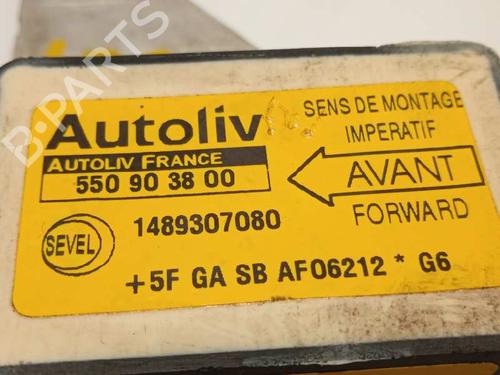 Autoliv
AUTOLIV FRANCE
550 90 38 00
SENS DE MONTAGE
IMPERATIF
AVANT
FORWARD
SEVEL
1489307080
+5F GA SB AF06212 * G6
B-PARTS